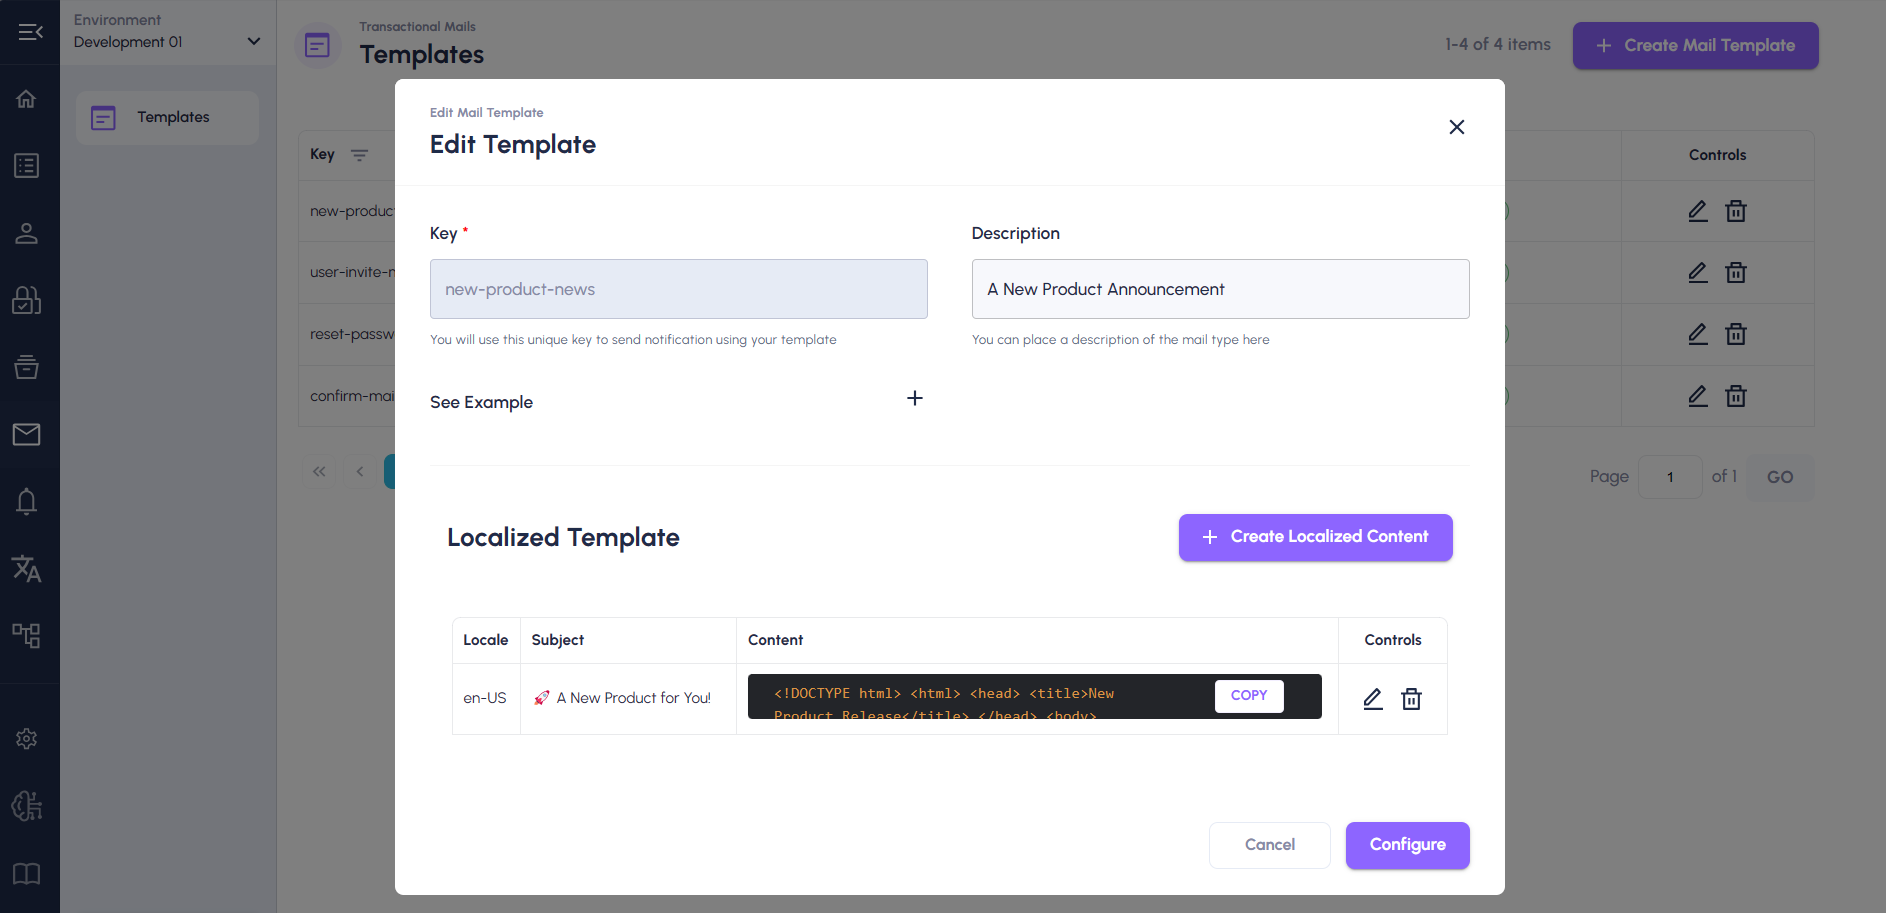 Environment
Development 01
Templates
Transactional Mails
Templates
1-4 of 4 items
+ Create Mail Template
Key
Controls
new-produc
user-invite-n
reset-passw
confirm-mai
Page 1 of 1 GO
Edit Mail Template
Edit Template
Key *
new-product-news
You will use this unique key to send notification using your template
Description
A New Product Announcement
You can place a description of the mail type here
See Example
Localized Template
+ Create Localized Content
Locale Subject Content Controls
en-US 🚀 A New Product for You!
<!DOCTYPE html> <html> <head> <title>New
Product Release</title> </head> <body>
COPY
Cancel
Configure